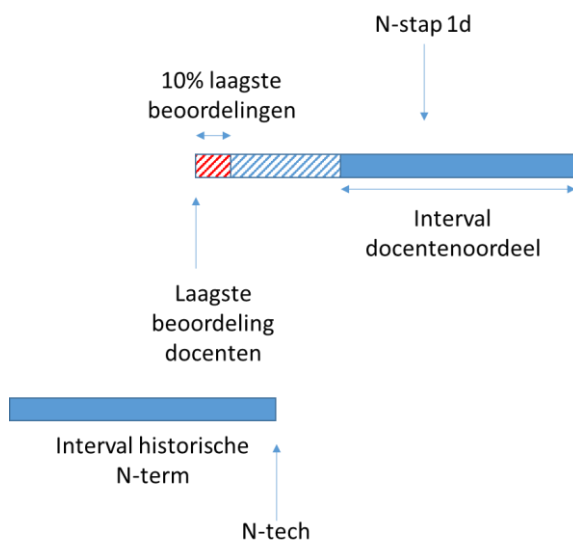 N-stap 1d
10% laagste
beoordelingen
Interval
docentenoordeel
Laagste
beoordeling
docenten
Interval historische
N-term
N-tech